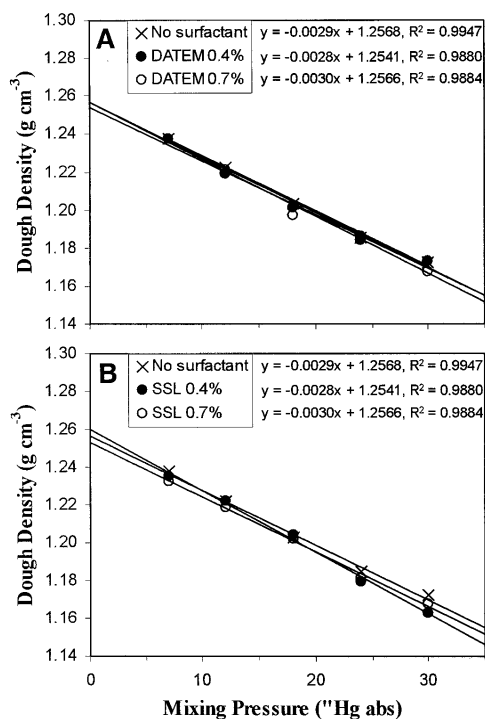 A
No surfactant y = -0.0029x + 1.2568, R² = 0.9947
DATEM 0.4% y = -0.0028x + 1.2541, R² = 0.9880
DATEM 0.7% y = -0.0030x + 1.2566, R² = 0.9884
Dough Density (g cm⁻³)
1.30
1.28
1.26
1.24
1.22
1.20
1.18
1.16
1.14
B
No surfactant y = -0.0029x + 1.2568, R² = 0.9947
SSL 0.4% y = -0.0028x + 1.2541, R² = 0.9880
SSL 0.7% y = -0.0030x + 1.2566, R² = 0.9884
Dough Density (g cm⁻³)
1.30
1.28
1.26
1.24
1.22
1.20
1.18
1.16
1.14
0 10 20 30
Mixing Pressure ("Hg abs)